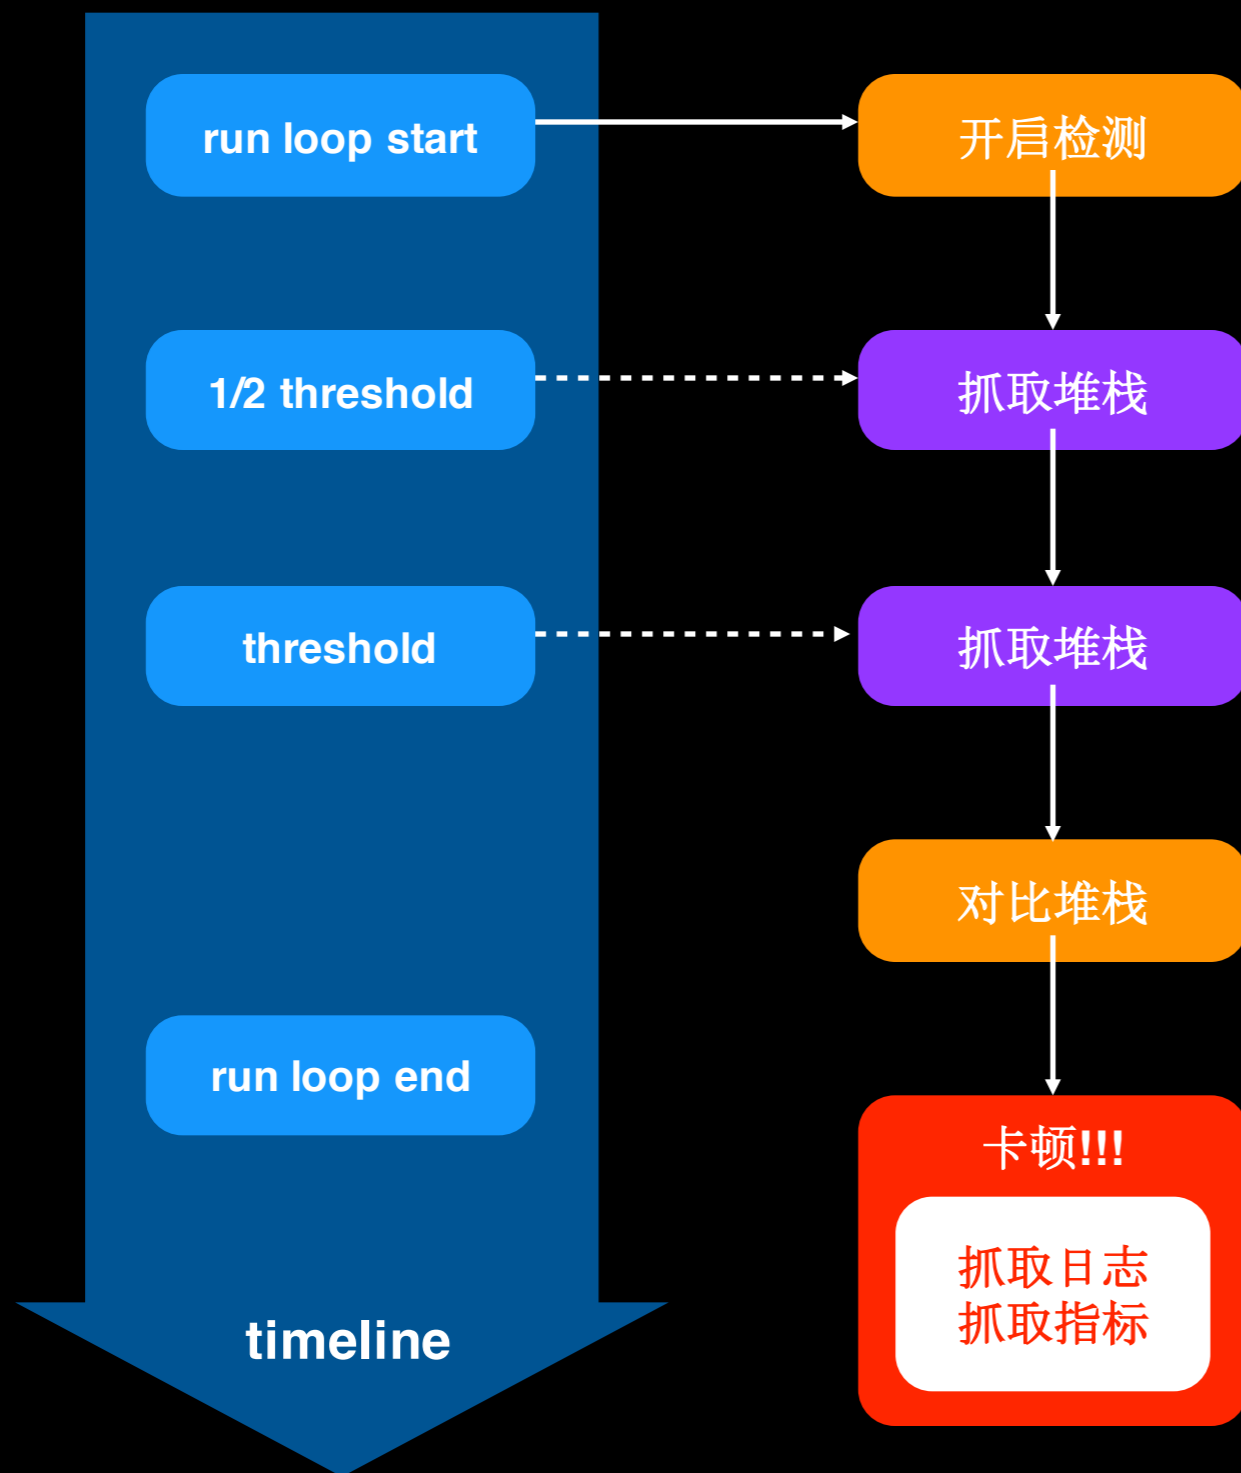 run loop start
开启检测
1/2 threshold
抓取堆栈
threshold
抓取堆栈
对比堆栈
run loop end
卡顿!!!
抓取日志
抓取指标
timeline